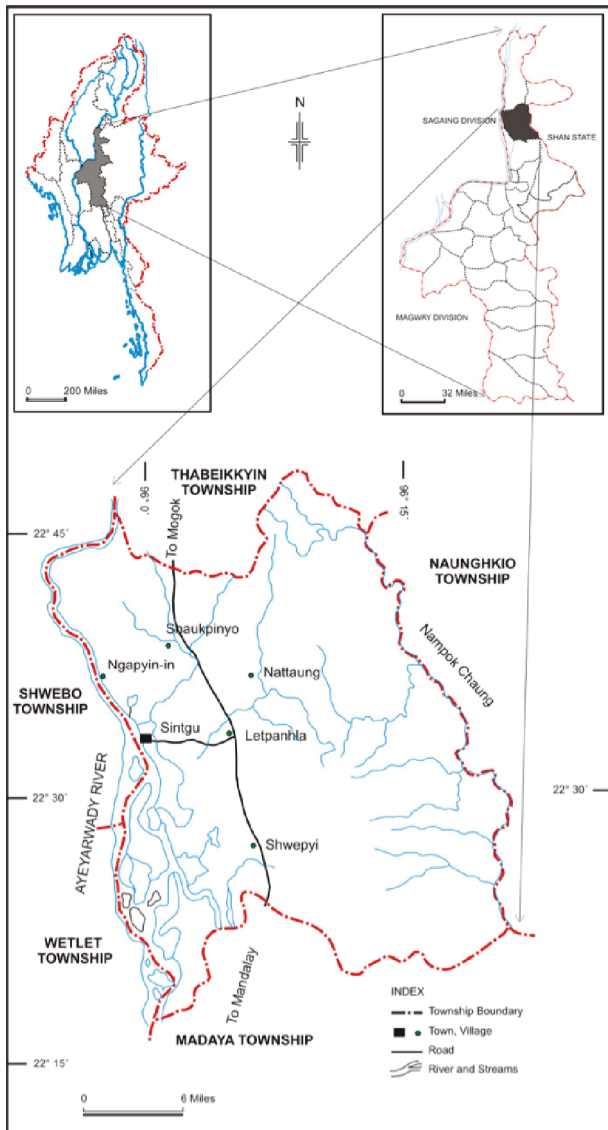 N
SAGAING DIVISION
SHAN STATE
MAGWAY DIVISION
0 200 Miles
0 32 Miles
THABEIKKYIN
TOWNSHIP
96° 0´
96° 15´
To Mogok
22° 45´
NAUNGHKIO
TOWNSHIP
Shaukpinyo
Nampok Chaung
Ngapyin-in
Nattaung
SHWEBO
TOWNSHIP
Sintgu
Letpanhla
AYEYARWADY RIVER
22° 30´
22° 30´
Shwepyi
WETLET
TOWNSHIP
To Mandalay
MADAYA TOWNSHIP
INDEX
Township Boundary
Town, Village
Road
River and Streams
22° 15´
0 6 Miles